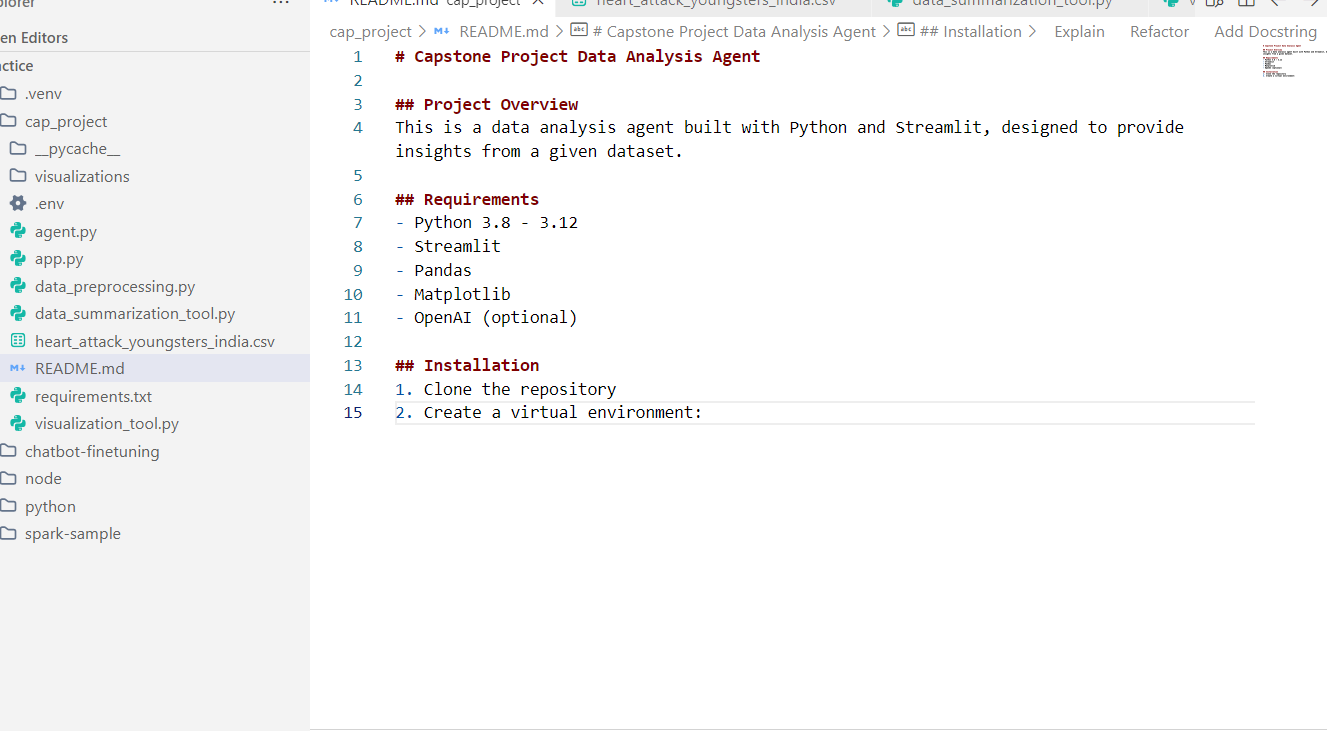 README.md cap_project
heart_attack_youngsters_india.csv
data_summarization_tool.py
en Editors
ctice
.venv
cap_project
__pycache__
visualizations
.env
agent.py
app.py
data_preprocessing.py
data_summarization_tool.py
heart_attack_youngsters_india.csv
README.md
requirements.txt
visualization_tool.py
chatbot-finetuning
node
python
spark-sample
cap_project > M↓ README.md > abc # Capstone Project Data Analysis Agent > abc ## Installation > Explain Refactor Add Docstring
1 # Capstone Project Data Analysis Agent
2
3 ## Project Overview
4 This is a data analysis agent built with Python and Streamlit, designed to provide
insights from a given dataset.
5
6 ## Requirements
7 - Python 3.8 - 3.12
8 - Streamlit
9 - Pandas
10 - Matplotlib
11 - OpenAI (optional)
12
13 ## Installation
14 1. Clone the repository
15 2. Create a virtual environment: